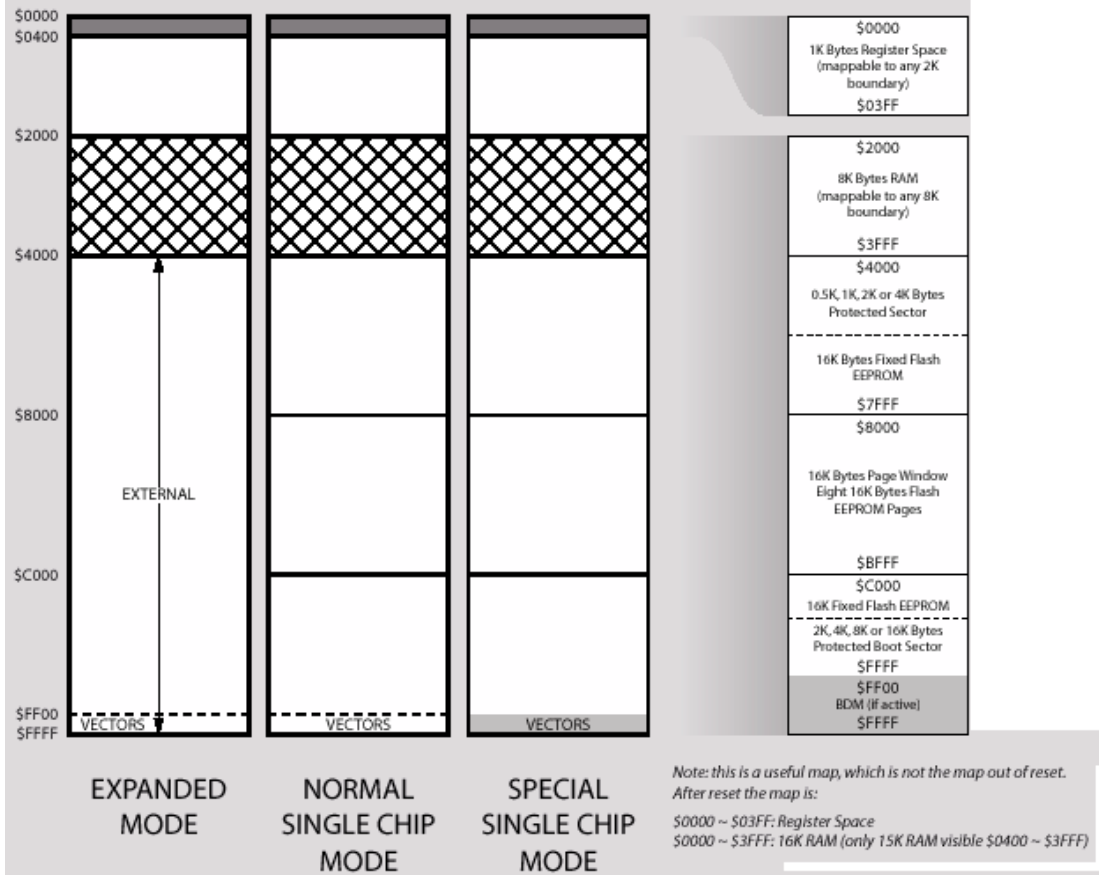 $0000
$0400
$2000
$4000
$8000
$C000
$FF00
$FFFF
EXTERNAL
VECTORS
VECTORS
VECTORS
EXPANDED
MODE
NORMAL
SINGLE CHIP
MODE
SPECIAL
SINGLE CHIP
MODE
$0000
1K Bytes Register Space
(mappable to any 2K
boundary)
$03FF
$2000
8K Bytes RAM
(mappable to any 8K
boundary)
$3FFF
$4000
0.5K, 1K, 2K or 4K Bytes
Protected Sector
16K Bytes Fixed Flash
EEPROM
$7FFF
$8000
16K Bytes Page Window
Eight 16K Bytes Flash
EEPROM Pages
$BFFF
$C000
16K Fixed Flash EEPROM
2K, 4K, 8K or 16K Bytes
Protected Boot Sector
$FFFF
$FF00
BDM (if active)
$FFFF
Note: this is a useful map, which is not the map out of reset.
After reset the map is:
$0000 ~ $03FF: Register Space
$0000 ~ $3FFF: 16K RAM (only 15K RAM visible $0400 ~ $3FFF)